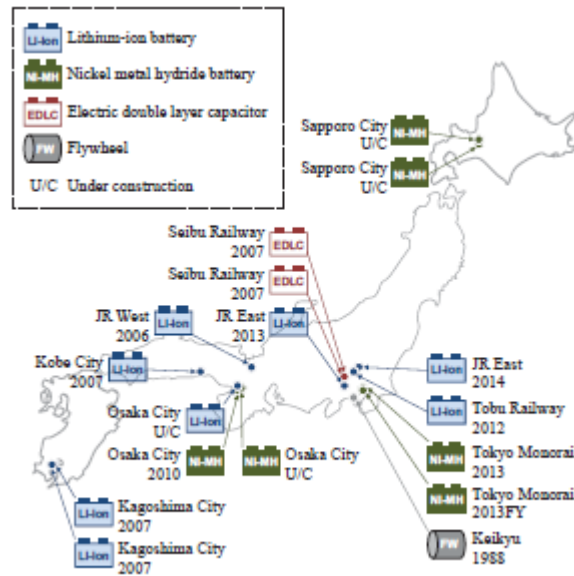 Li-Ion Lithium-ion battery
NI-MH Nickel metal hydride battery
EDLC Electric double layer capacitor
FW Flywheel
U/C Under construction
Sapporo City
U/C
NI-MH
Sapporo City
U/C
NI-MH
Seibu Railway
2007
EDLC
Seibu Railway
2007
EDLC
JR West
2006
Li-Ion
JR East
2013
Li-Ion
Kobe City
2007
Li-Ion
JR East
2014
Li-Ion
Osaka City
U/C
Li-Ion
Tobu Railway
2012
Li-Ion
Osaka City
2010
NI-MH
Osaka City
U/C
NI-MH
Tokyo Monorai
2013
NI-MH
Tokyo Monorai
2013FY
NI-MH
Kagoshima City
2007
Li-Ion
Kagoshima City
2007
Li-Ion
Keikyu
1988
FW